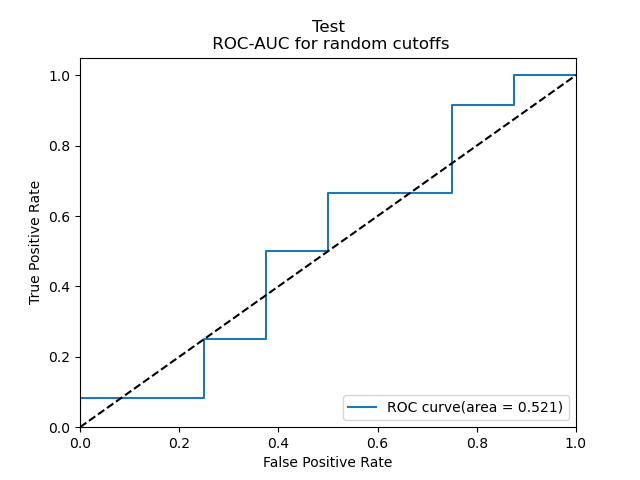 Test
ROC-AUC for random cutoffs
1.0
0.8
0.6
0.4
0.2
0.0
True Positive Rate
0.0 0.2 0.4 0.6 0.8 1.0
False Positive Rate
ROC curve(area = 0.521)